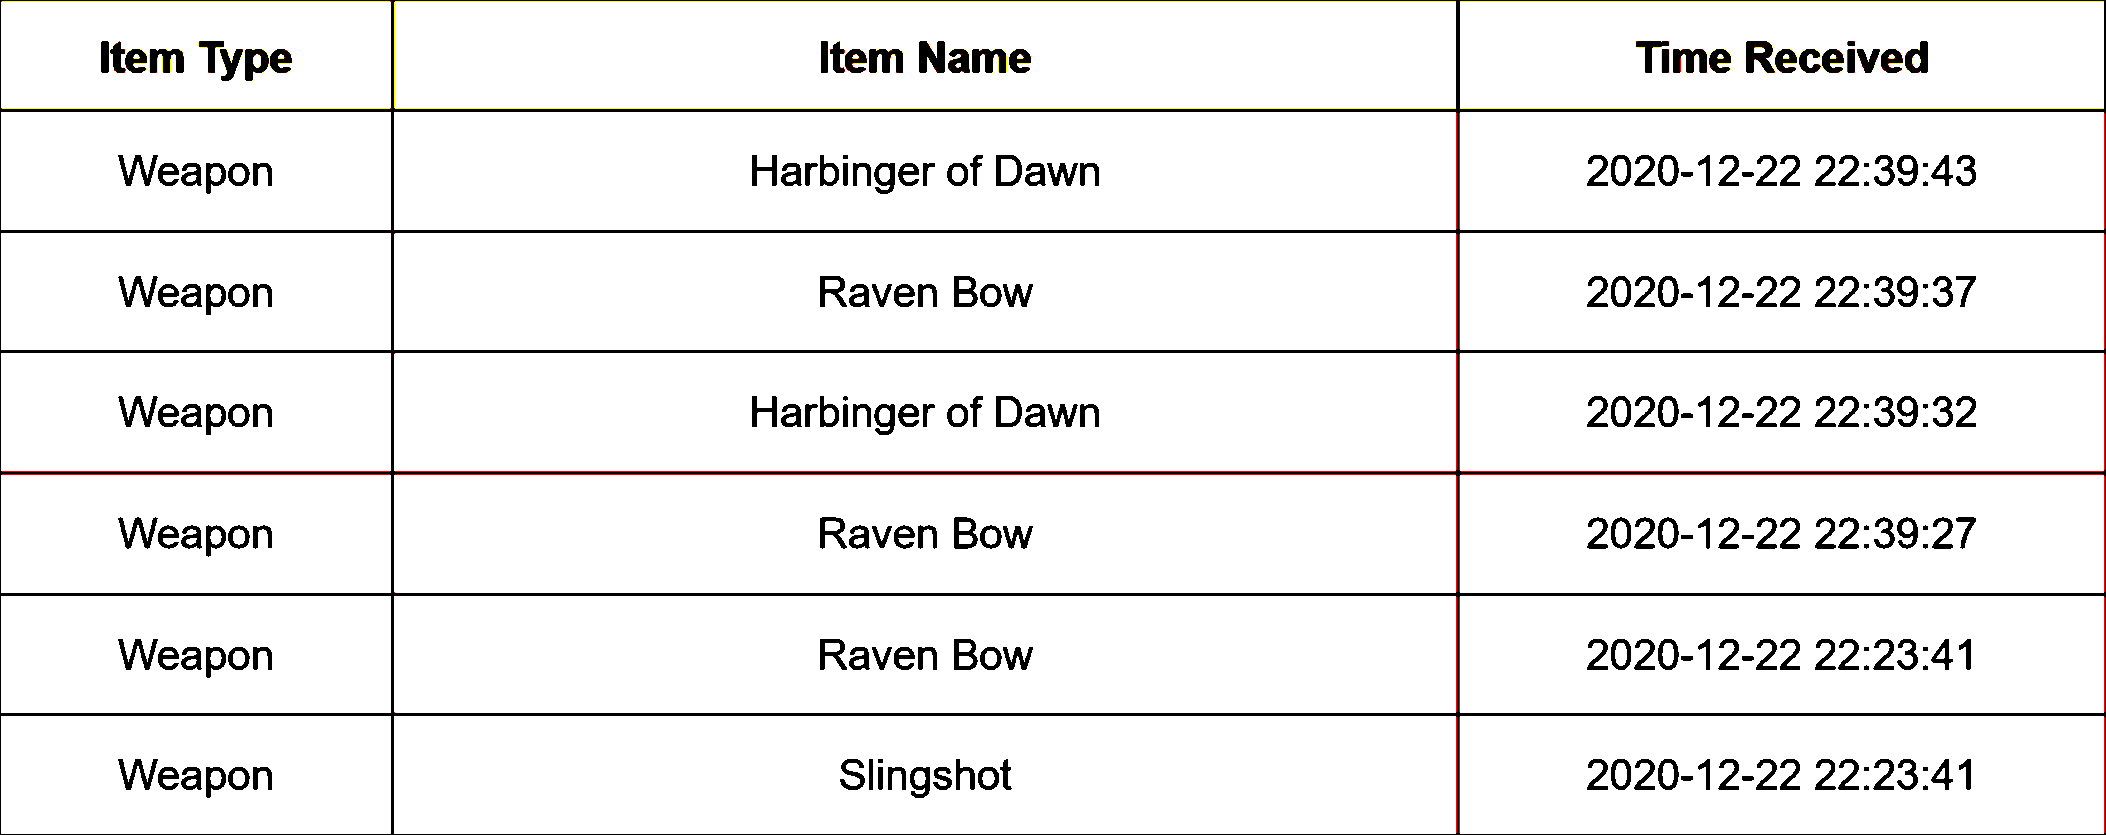 Item Type Item Name Time Received
Weapon Harbinger of Dawn 2020-12-22 22:39:43
Weapon Raven Bow 2020-12-22 22:39:37
Weapon Harbinger of Dawn 2020-12-22 22:39:32
Weapon Raven Bow 2020-12-22 22:39:27
Weapon Raven Bow 2020-12-22 22:23:41
Weapon Slingshot 2020-12-22 22:23:41